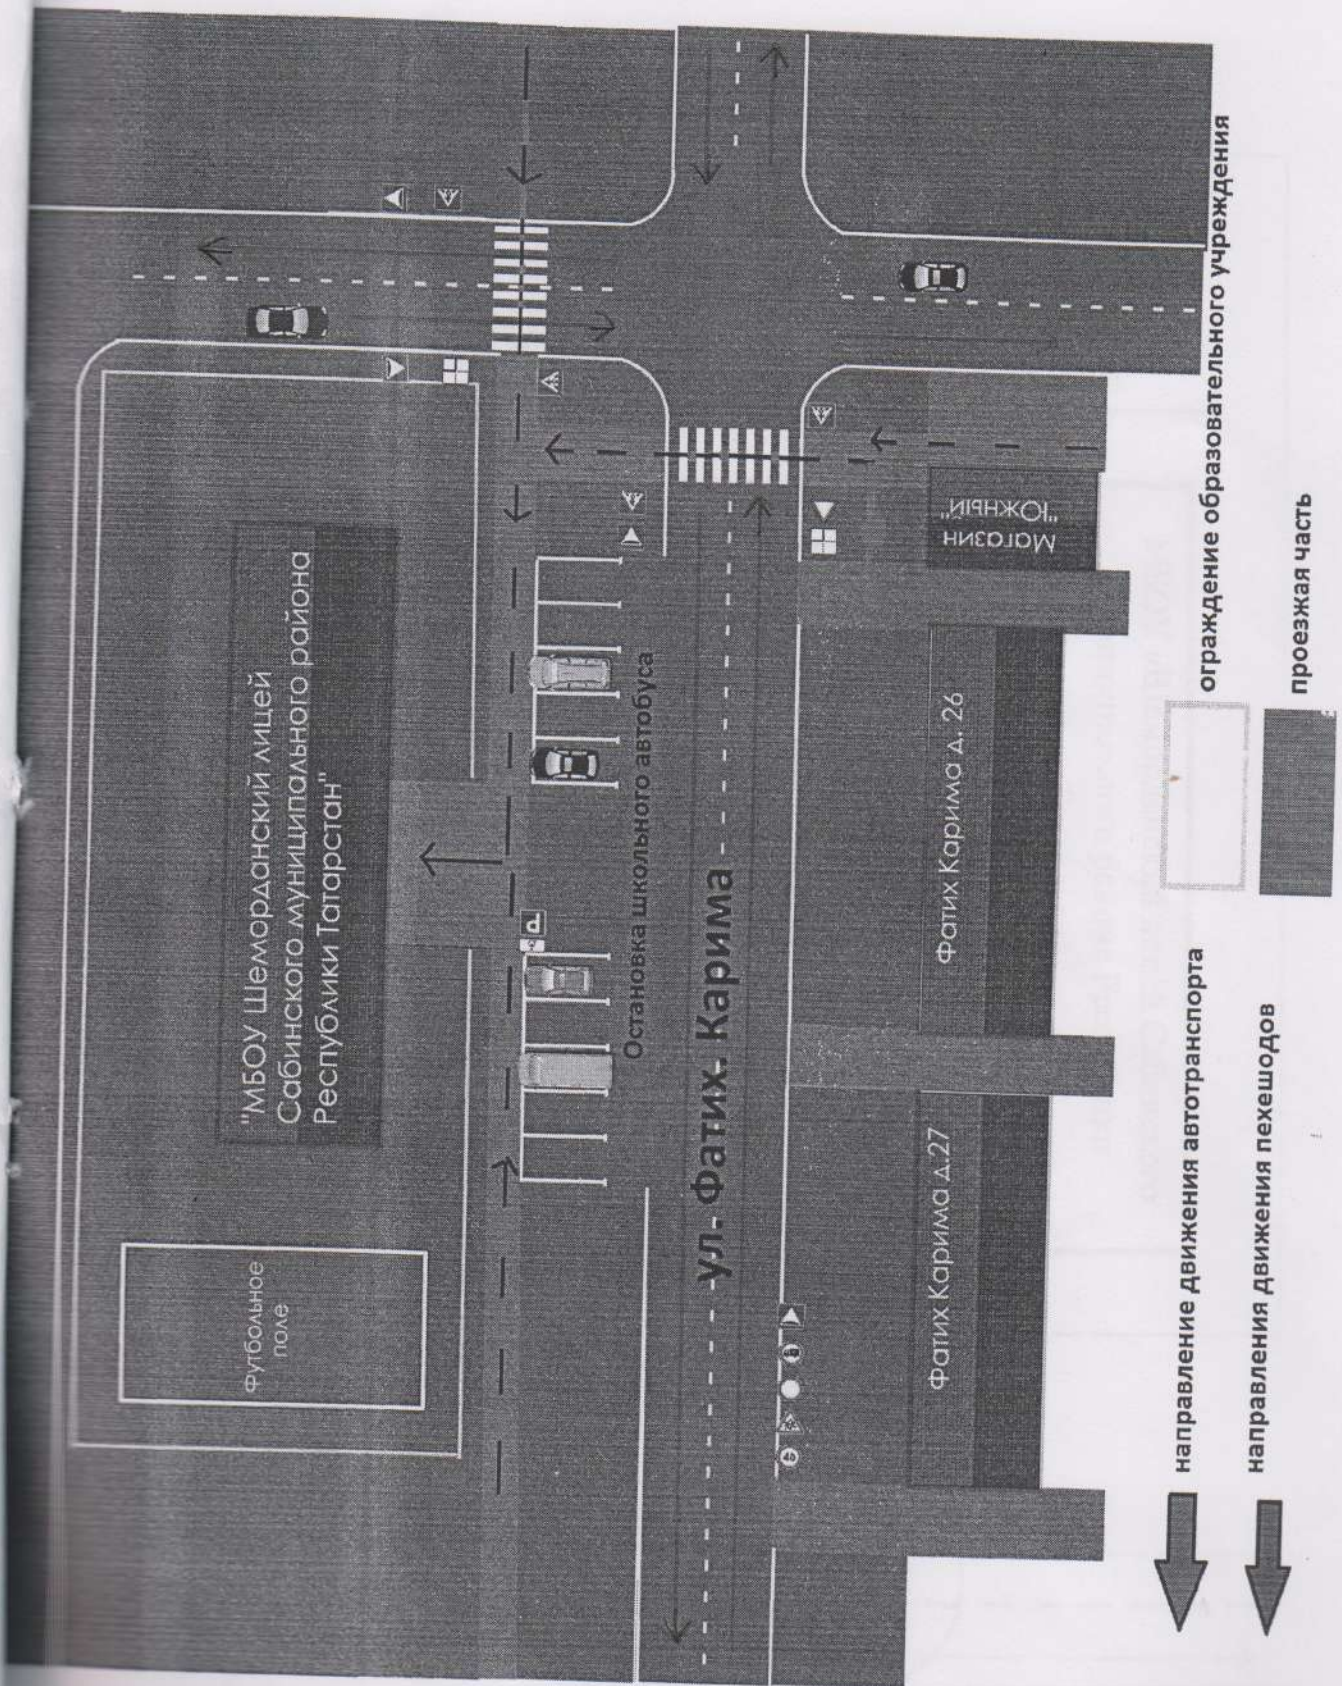 "МБОУ Шеморданский лицей
Сабинского муниципального района
Республики Татарстан"
Футбольное
поле
P
Остановка школьного автобуса
ул. Фатих. Карима
Фатих Карима д.27
Фатих Карима д. 26
Магазин
"Южный"
направление движения автотранспорта
ограждение образовательного учреждения
направления движения пехешодов
проезжая часть